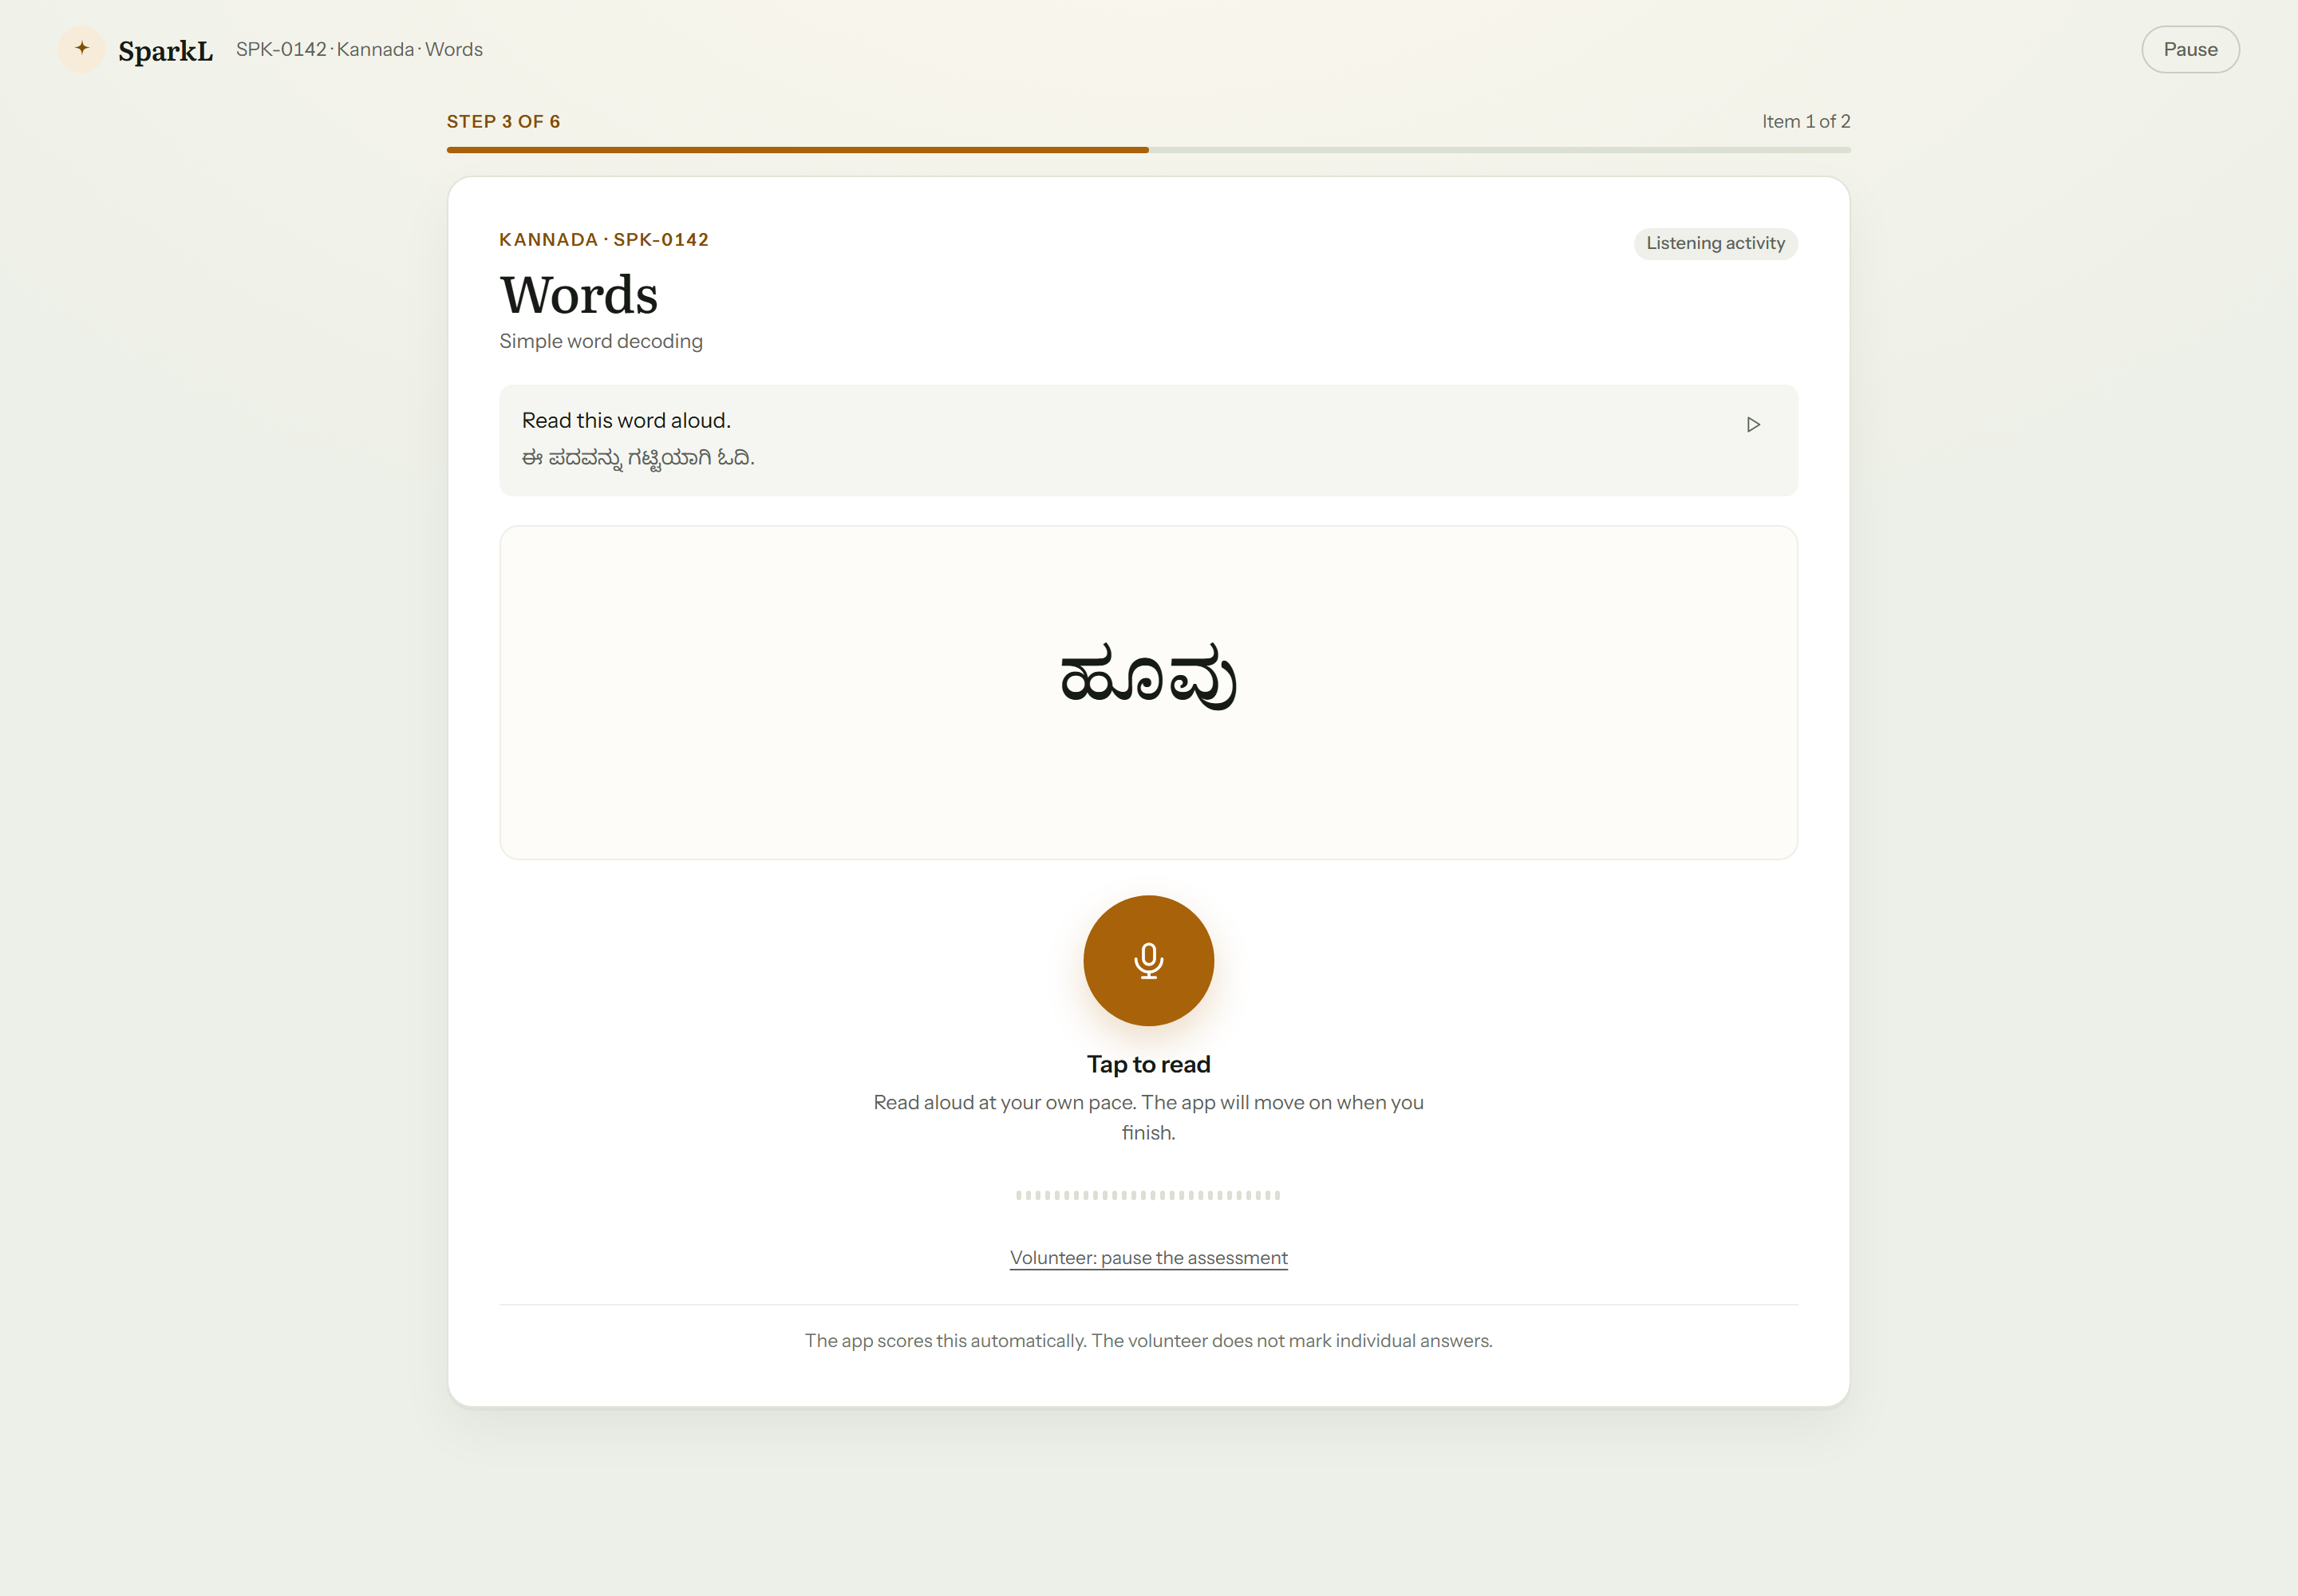 SparkL SPK-0142 · Kannada · Words
Pause
STEP 3 OF 6
Item 1 of 2
KANNADA · SPK-0142
Listening activity
Words
Simple word decoding
Read this word aloud.
ಈ ಪದವನ್ನು ಗಟ್ಟಿಯಾಗಿ ಓದಿ.
ಹೂವು
Tap to read
Read aloud at your own pace. The app will move on when you
finish.
Volunteer: pause the assessment
The app scores this automatically. The volunteer does not mark individual answers.